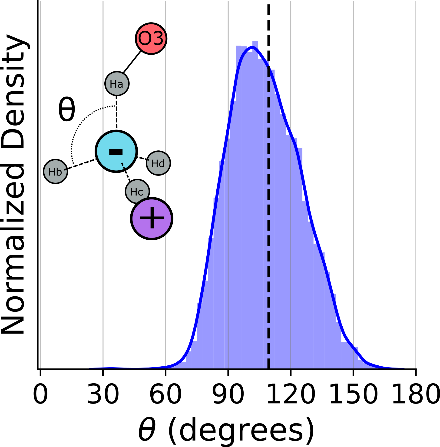 Normalized Density
O3
Ha
θ
-
Hb
Hd
Hc
+
0 30 60 90 120 150 180
θ (degrees)